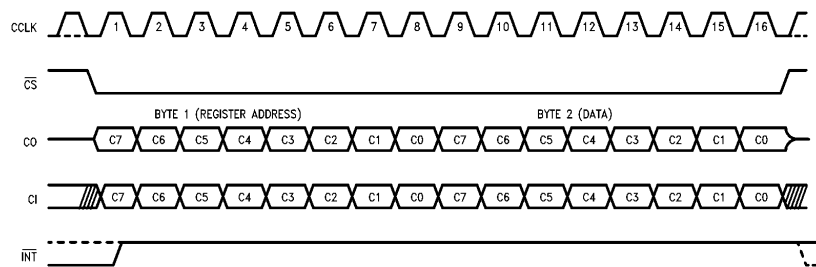 CCLK 1 2 3 4 5 6 7 8 9 10 11 12 13 14 15 16
CS
BYTE 1 (REGISTER ADDRESS) BYTE 2 (DATA)
CO C7 C6 C5 C4 C3 C2 C1 C0 C7 C6 C5 C4 C3 C2 C1 C0
CI C7 C6 C5 C4 C3 C2 C1 C0 C7 C6 C5 C4 C3 C2 C1 C0
INT